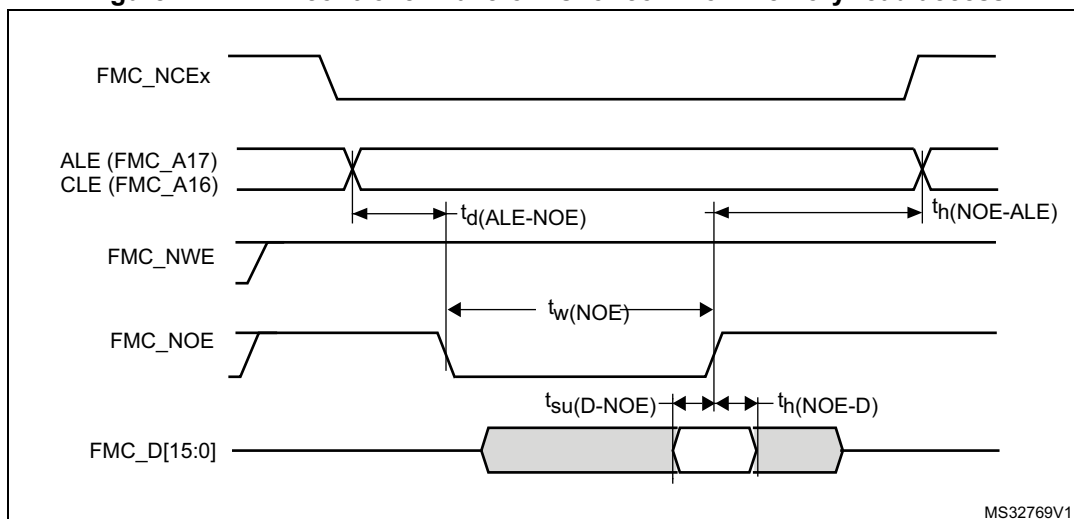 FMC_NCEx
ALE (FMC_A17)
CLE (FMC_A16)
td(ALE-NOE)
th(NOE-ALE)
FMC_NWE
tw(NOE)
FMC_NOE
tsu(D-NOE)
th(NOE-D)
FMC_D[15:0]
MS32769V1